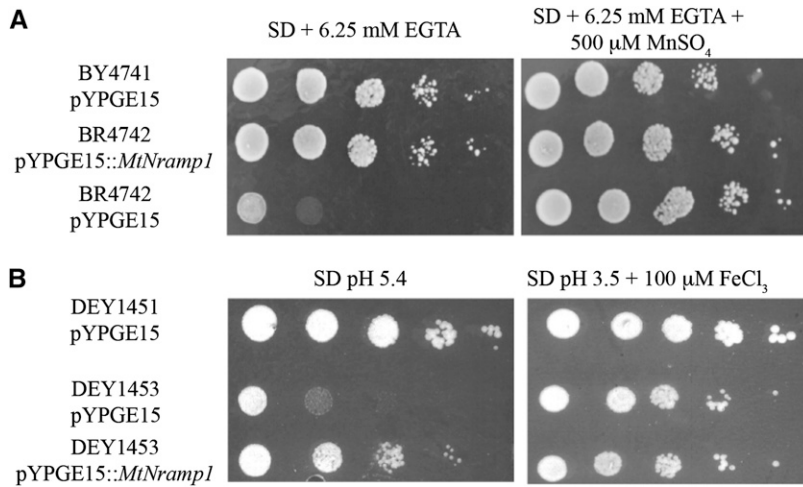 A
SD + 6.25 mM EGTA
SD + 6.25 mM EGTA +
500 μM MnSO₄
BY4741
pYPGE15
BR4742
pYPGE15::MtNramp1
BR4742
pYPGE15
B
SD pH 5.4
SD pH 3.5 + 100 μM FeCl₃
DEY1451
pYPGE15
DEY1453
pYPGE15
DEY1453
pYPGE15::MtNramp1